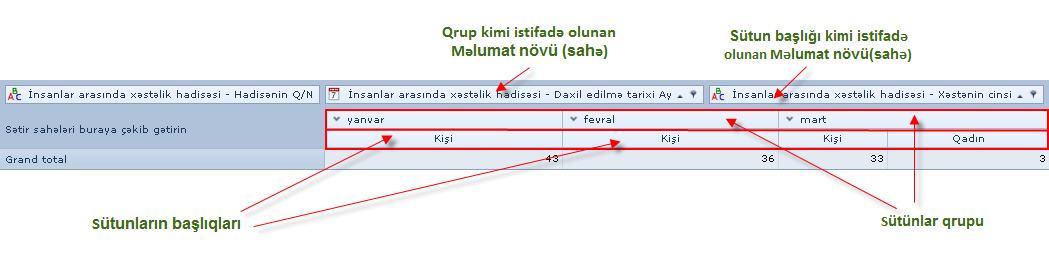 Qrup kimi istifadə olunan
Məlumat növü (sahə)
Sütun başlığı kimi istifadə
olunan Məlumat növü(sahə)
İnsanlar arasında xəstəlik hadisəsi - Hadisənin Q/N
İnsanlar arasında xəstəlik hadisəsi - Daxil edilmə tarixi Ay
İnsanlar arasında xəstəlik hadisəsi - Xəstənin cinsi
Sətir sahələri buraya çəkib gətirin
yanvar
fevral
mart
Kişi
Kişi
Kişi
Qadın
Grand total
43
36
33
3
Sütunların başlıqları
Sütünlar qrupu